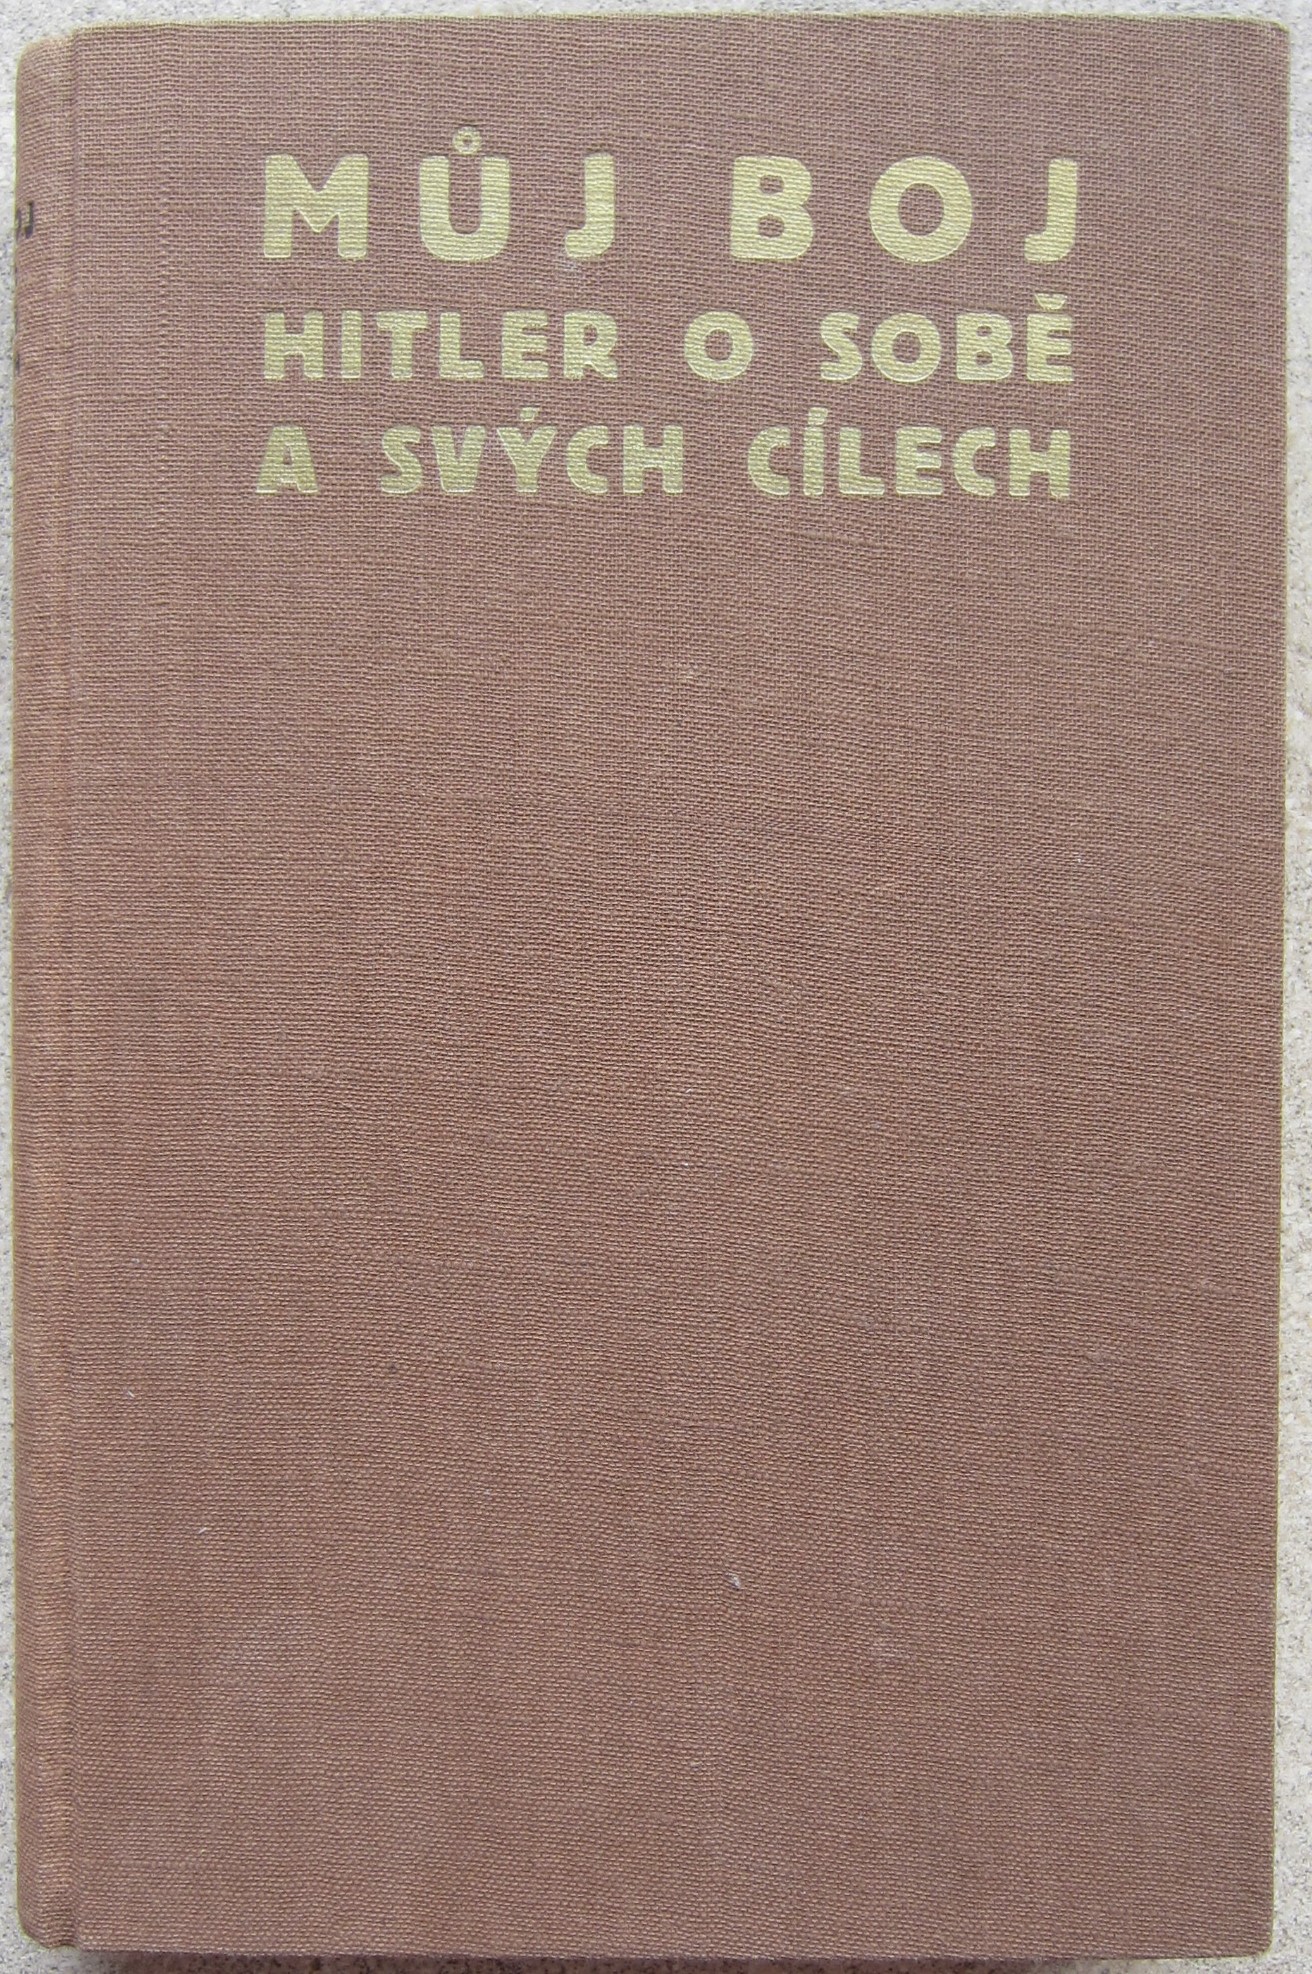 MŮJ BOJ
HITLER O SOBĚ
A SVÝCH CÍLECH